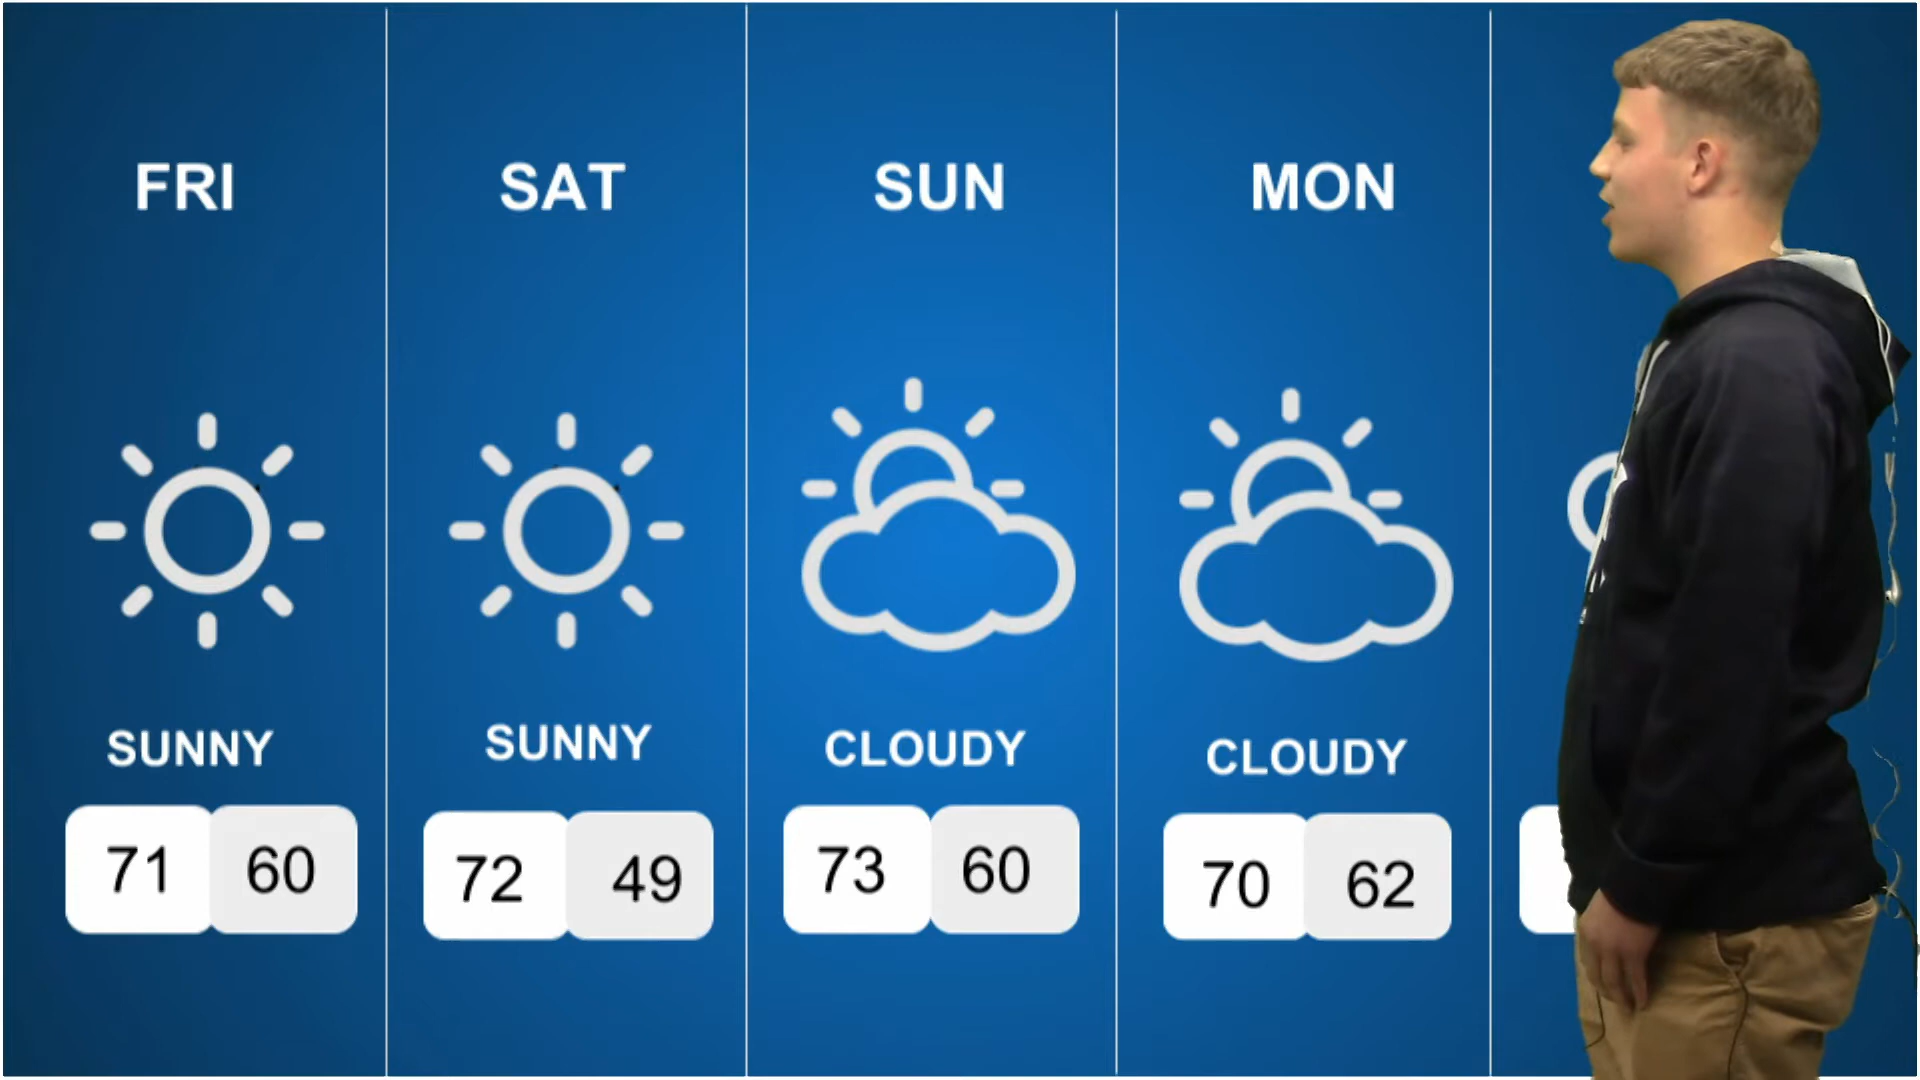 FRI
SUNNY
71 60
SAT
SUNNY
72 49
SUN
CLOUDY
73 60
MON
CLOUDY
70 62